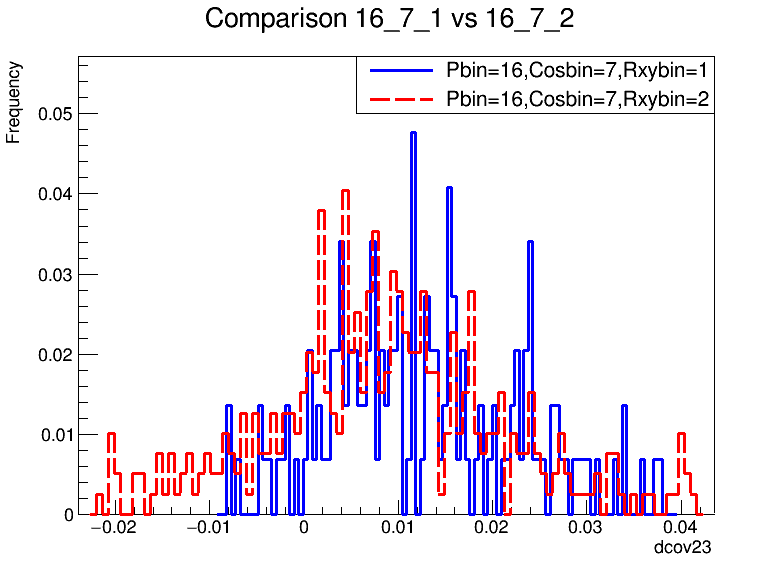 Comparison 16_7_1 vs 16_7_2
Frequency
Pbin=16,Cosbin=7,Rxybin=1
Pbin=16,Cosbin=7,Rxybin=2
0.05
0.04
0.03
0.02
0.01
0
−0.02 −0.01 0 0.01 0.02 0.03 0.04
dcov23